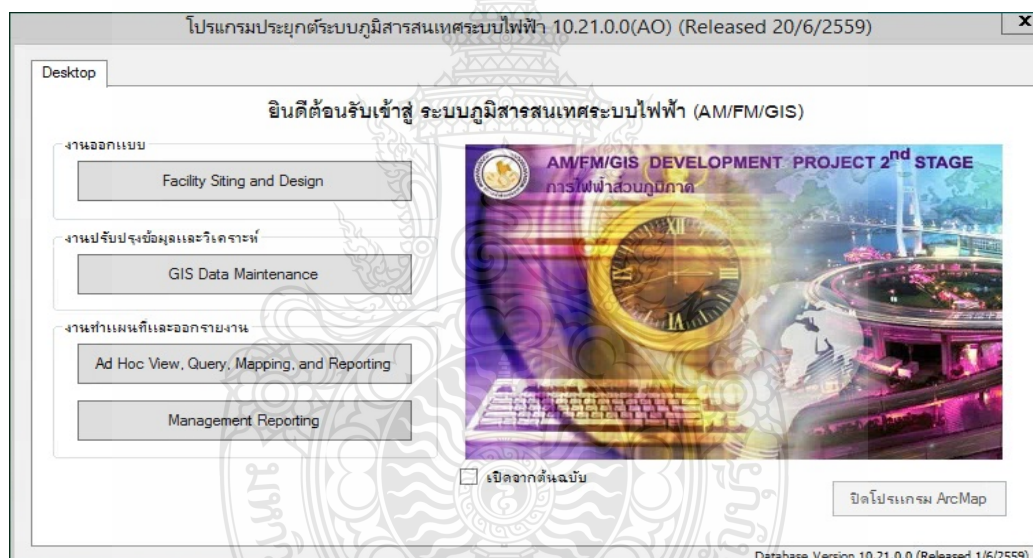 โปรแกรมประยุกต์ระบบภูมิสารสนเทศระบบไฟฟ้า 10.21.0.0(AO) (Released 20/6/2559)
x
Desktop
ยินดีต้อนรับเข้าสู่ ระบบภูมิสารสนเทศระบบไฟฟ้า (AM/FM/GIS)
งานออกแบบ
Facility Siting and Design
งานปรับปรุงข้อมูลและวิเคราะห์
GIS Data Maintenance
งานทำแผนที่และออกรายงาน
Ad Hoc View, Query, Mapping, and Reporting
Management Reporting
AM/FM/GIS DEVELOPMENT PROJECT 2nd STAGE
การไฟฟ้าส่วนภูมิภาค
เปิดจากต้นฉบับ
ปิดโปรแกรม ArcMap
Database Version 10.21.0.0 (Released 1/6/2559)